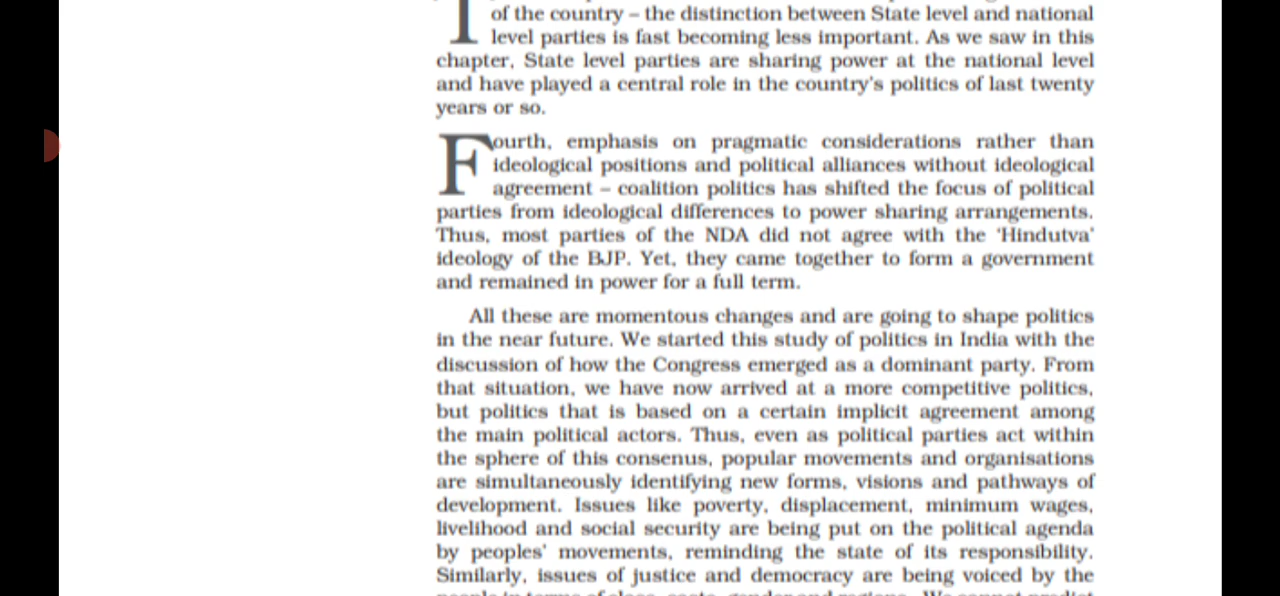 T of the country – the distinction between State level and national
level parties is fast becoming less important. As we saw in this
chapter, State level parties are sharing power at the national level
and have played a central role in the country's politics of last twenty
years or so.
Fourth, emphasis on pragmatic considerations rather than
ideological positions and political alliances without ideological
agreement – coalition politics has shifted the focus of political
parties from ideological differences to power sharing arrangements.
Thus, most parties of the NDA did not agree with the 'Hindutva'
ideology of the BJP. Yet, they came together to form a government
and remained in power for a full term.
All these are momentous changes and are going to shape politics
in the near future. We started this study of politics in India with the
discussion of how the Congress emerged as a dominant party. From
that situation, we have now arrived at a more competitive politics,
but politics that is based on a certain implicit agreement among
the main political actors. Thus, even as political parties act within
the sphere of this consenus, popular movements and organisations
are simultaneously identifying new forms, visions and pathways of
development. Issues like poverty, displacement, minimum wages,
livelihood and social security are being put on the political agenda
by peoples' movements, reminding the state of its responsibility.
Similarly, issues of justice and democracy are being voiced by the
people in terms of class, caste, gender and regions. We cannot predict